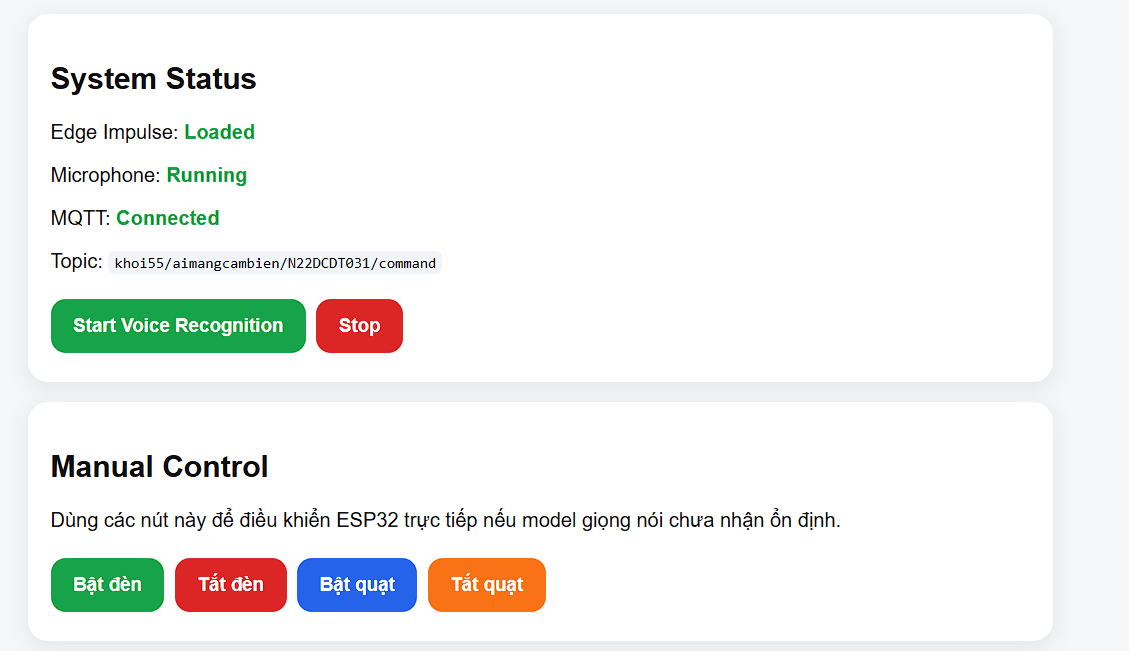 System Status
Edge Impulse: Loaded
Microphone: Running
MQTT: Connected
Topic: khoi55/aimangcambien/N22DCDT031/command
Start Voice Recognition Stop
Manual Control
Dùng các nút này để điều khiển ESP32 trực tiếp nếu model giọng nói chưa nhận ổn định.
Bật đèn Tắt đèn Bật quạt Tắt quạt